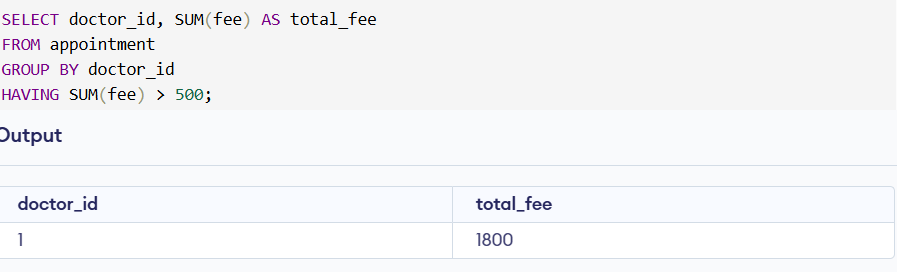 SELECT doctor_id, SUM(fee) AS total_fee
FROM appointment
GROUP BY doctor_id
HAVING SUM(fee) > 500;
Output
doctor_id total_fee
1 1800